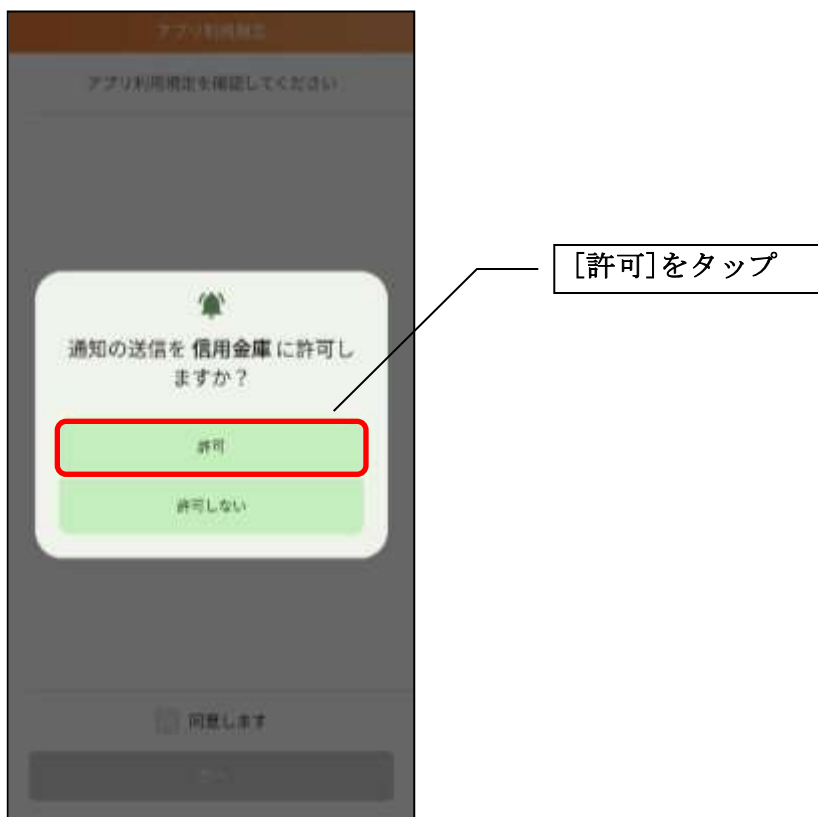 アプリ利用規定
アプリ利用規定を確認してください
通知の送信を 信用金庫 に許可し
ますか？
許可
許可しない
同意します
[許可]をタップ